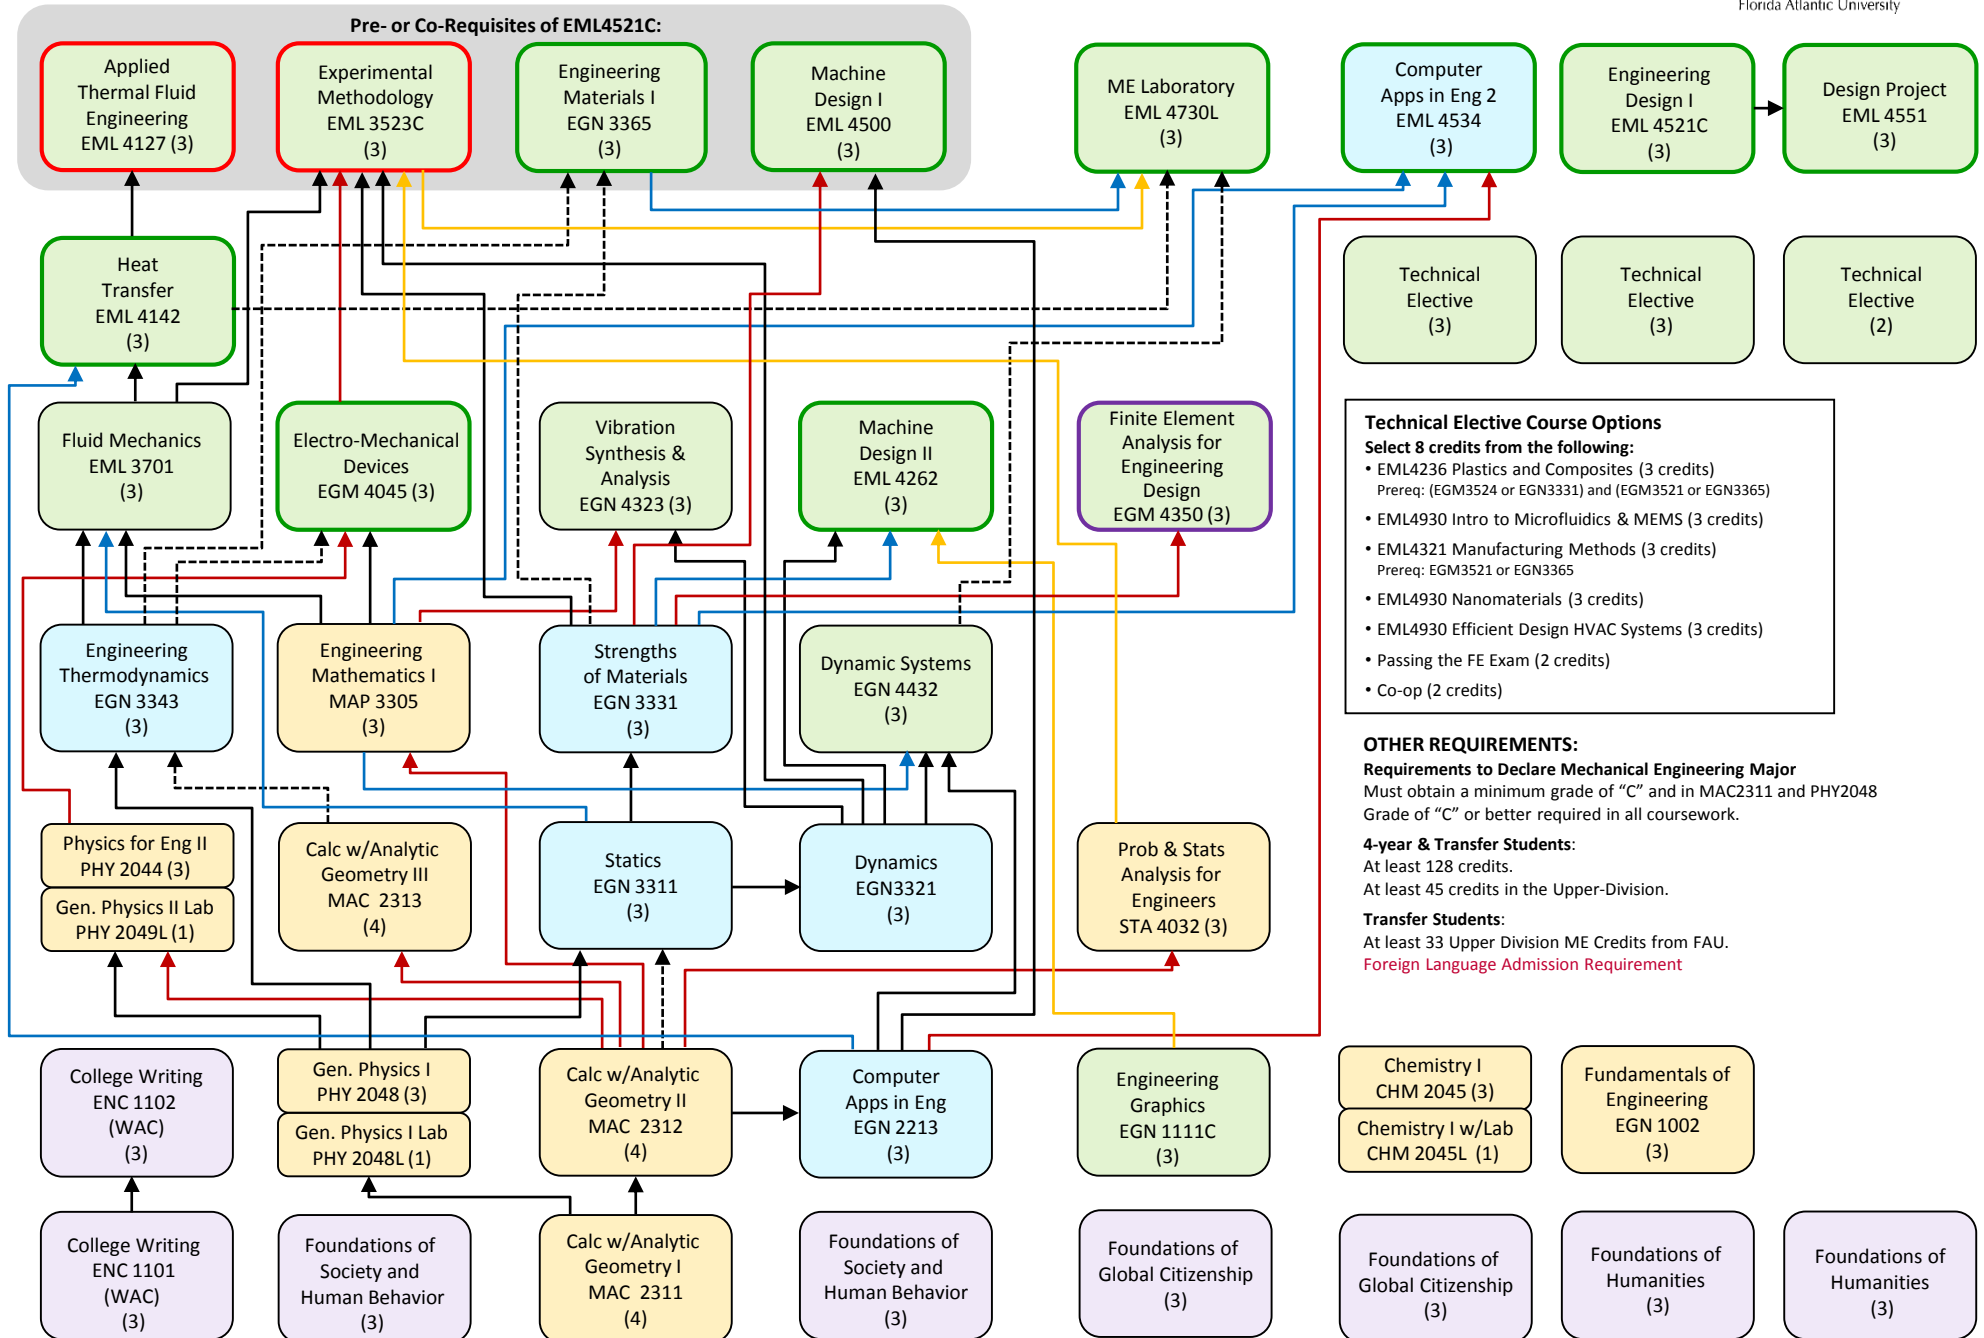 Florida Atlantic University
Pre- or Co-Requisites of EML4521C:
Applied
Thermal Fluid
Engineering
EML 4127 (3)
Experimental
Methodology
EML 3523C
(3)
Engineering
Materials I
EGN 3365
(3)
Machine
Design I
EML 4500
(3)
ME Laboratory
EML 4730L
(3)
Computer
Apps in Eng 2
EML 4534
(3)
Engineering
Design I
EML 4521C
(3)
Design Project
EML 4551
(3)
Heat
Transfer
EML 4142
(3)
Technical
Elective
(3)
Technical
Elective
(3)
Technical
Elective
(2)
Fluid Mechanics
EML 3701
(3)
Electro-Mechanical
Devices
EGM 4045 (3)
Vibration
Synthesis &
Analysis
EGN 4323 (3)
Machine
Design II
EML 4262
(3)
Finite Element
Analysis for
Engineering
Design
EGM 4350 (3)
Technical Elective Course Options
Select 8 credits from the following:
• EML4236 Plastics and Composites (3 credits)
Prereq: (EGM3524 or EGN3331) and (EGM3521 or EGN3365)
• EML4930 Intro to Microfluidics & MEMS (3 credits)
• EML4321 Manufacturing Methods (3 credits)
Prereq: EGM3521 or EGN3365
• EML4930 Nanomaterials (3 credits)
• EML4930 Efficient Design HVAC Systems (3 credits)
• Passing the FE Exam (2 credits)
• Co-op (2 credits)
Engineering
Thermodynamics
EGN 3343
(3)
Engineering
Mathematics I
MAP 3305
(3)
Strengths
of Materials
EGN 3331
(3)
Dynamic Systems
EGN 4432
(3)
OTHER REQUIREMENTS:
Requirements to Declare Mechanical Engineering Major
Must obtain a minimum grade of “C” and in MAC2311 and PHY2048
Grade of “C” or better required in all coursework.
4-year & Transfer Students:
At least 128 credits.
At least 45 credits in the Upper-Division.
Transfer Students:
At least 33 Upper Division ME Credits from FAU.
Foreign Language Admission Requirement
Physics for Eng II
PHY 2044 (3)
Gen. Physics II Lab
PHY 2049L (1)
Calc w/Analytic
Geometry III
MAC 2313
(4)
Statics
EGN 3311
(3)
Dynamics
EGN3321
(3)
Prob & Stats
Analysis for
Engineers
STA 4032 (3)
College Writing
ENC 1102
(WAC)
(3)
Gen. Physics I
PHY 2048 (3)
Gen. Physics I Lab
PHY 2048L (1)
Calc w/Analytic
Geometry II
MAC 2312
(4)
Computer
Apps in Eng
EGN 2213
(3)
Engineering
Graphics
EGN 1111C
(3)
Chemistry I
CHM 2045 (3)
Chemistry I w/Lab
CHM 2045L (1)
Fundamentals of
Engineering
EGN 1002
(3)
College Writing
ENC 1101
(WAC)
(3)
Foundations of
Society and
Human Behavior
(3)
Calc w/Analytic
Geometry I
MAC 2311
(4)
Foundations of
Society and
Human Behavior
(3)
Foundations of
Global Citizenship
(3)
Foundations of
Global Citizenship
(3)
Foundations of
Humanities
(3)
Foundations of
Humanities
(3)